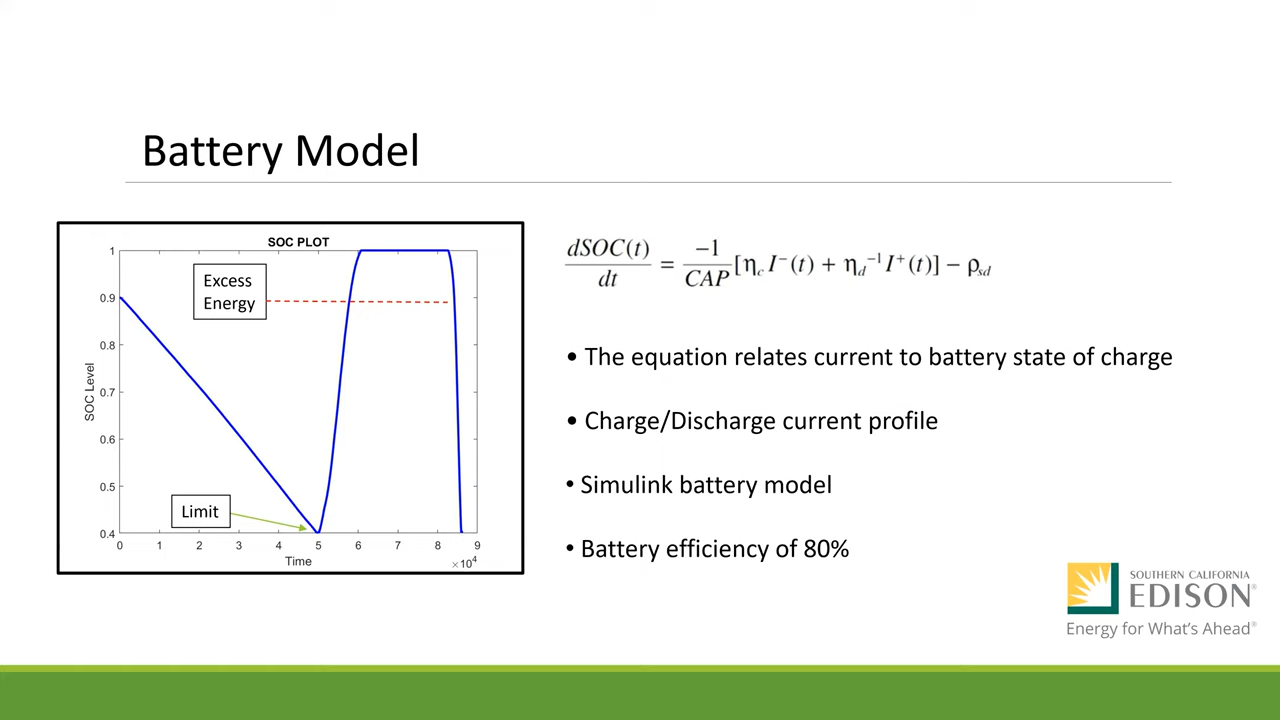 Battery Model
SOC PLOT
Excess
Energy
Limit
SOC Level
1
0.9
0.8
0.7
0.6
0.5
0.4
0 1 2 3 4 5 6 7 8 9
Time
×10⁴
dSOC(t)/dt = −1/CAP [η_c I⁻(t) + η_d⁻¹ I⁺(t)] − ρ_sd
• The equation relates current to battery state of charge
• Charge/Discharge current profile
• Simulink battery model
• Battery efficiency of 80%
SOUTHERN CALIFORNIA
EDISON®
Energy for What's Ahead®